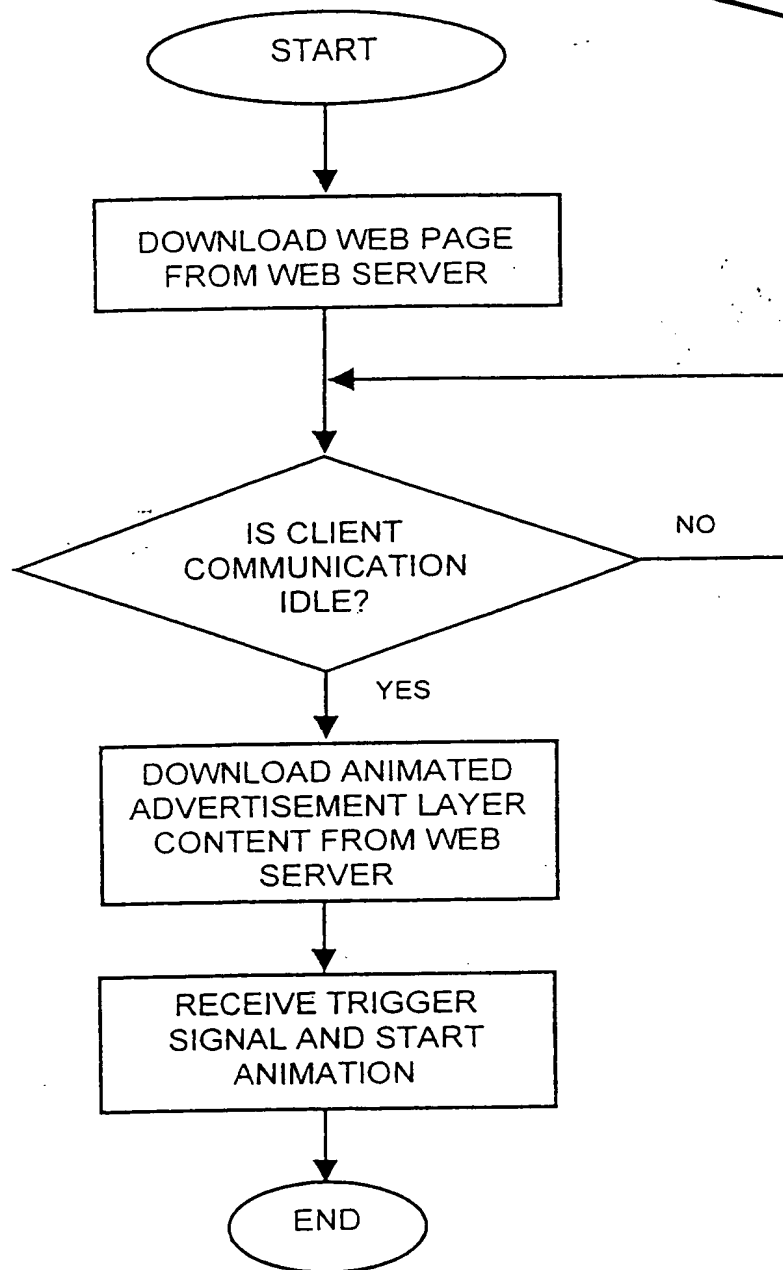 START
DOWNLOAD WEB PAGE
FROM WEB SERVER
IS CLIENT
COMMUNICATION
IDLE?
NO
YES
DOWNLOAD ANIMATED
ADVERTISEMENT LAYER
CONTENT FROM WEB
SERVER
RECEIVE TRIGGER
SIGNAL AND START
ANIMATION
END